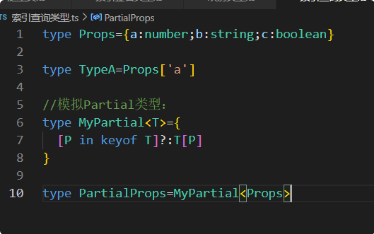 TS 索引查询类型.ts > PartialProps
1 type Props={a:number;b:string;c:boolean}
2
3 type TypeA=Props['a']
4
5 //模拟Partial类型：
6 type MyPartial<T>={
7 [P in keyof T]?:T[P]
8 }
9
10 type PartialProps=MyPartial<Props>